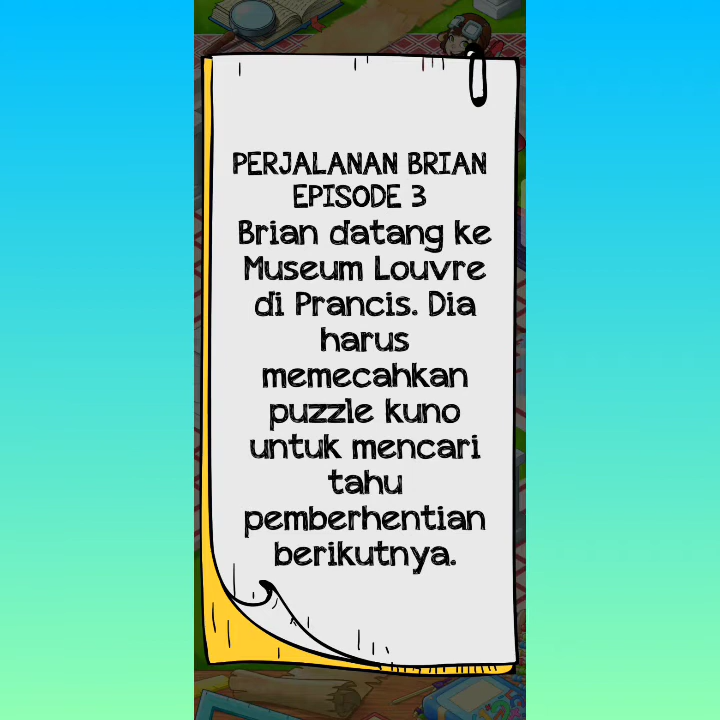 PERJALANAN BRIAN
EPISODE 3
Brian datang ke
Museum Louvre
di Prancis. Dia
harus
memecahkan
puzzle kuno
untuk mencari
tahu
pemberhentian
berikutnya.